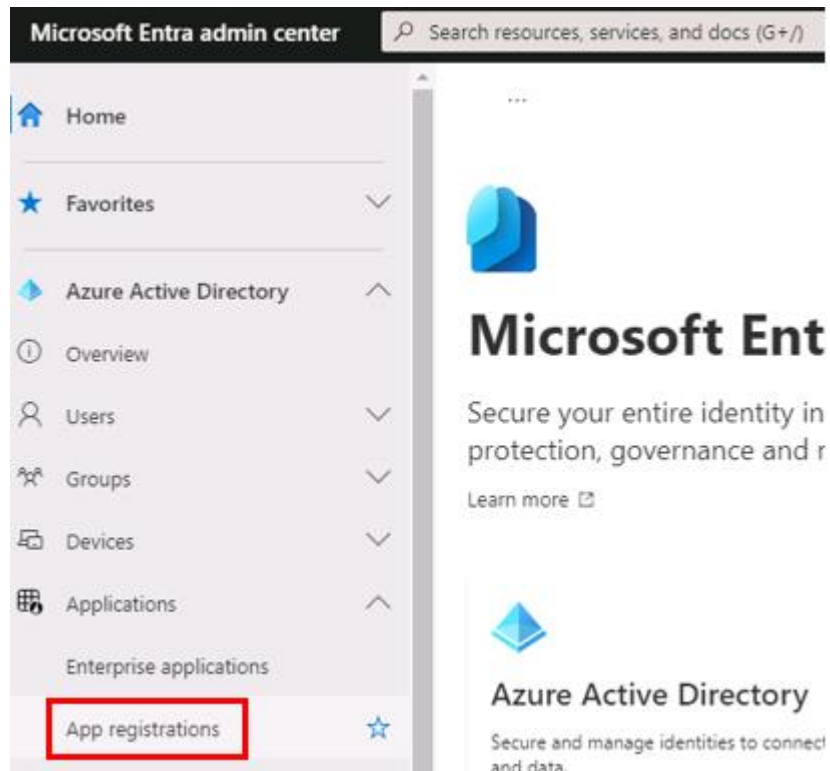 Microsoft Entra admin center
Search resources, services, and docs (G+/)
Home
...
Favorites
Azure Active Directory
Overview
Users
Groups
Devices
Applications
Enterprise applications
App registrations
Microsoft Ent
Secure your entire identity in
protection, governance and
Learn more
Azure Active Directory
Secure and manage identities to connect
and data.